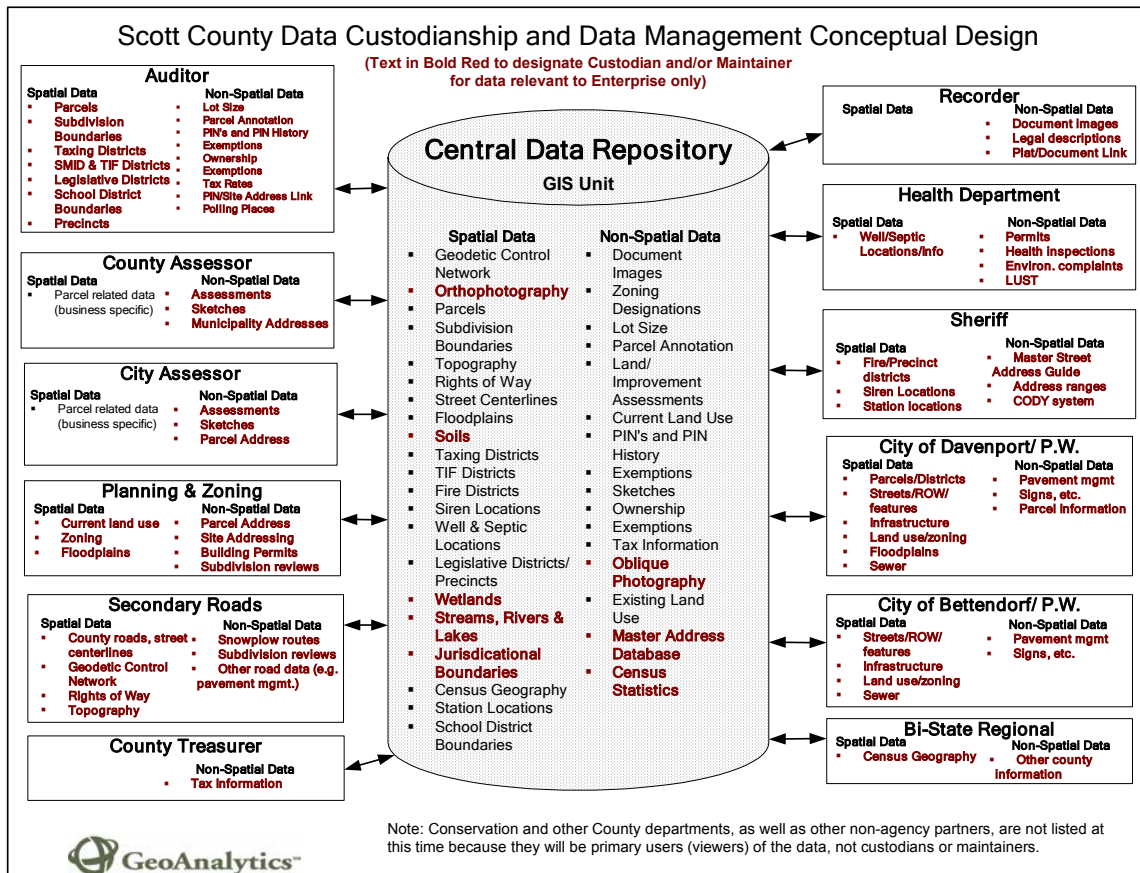 Scott County Data Custodianship and Data Management Conceptual Design
(Text in Bold Red to designate Custodian and/or Maintainer
for data relevant to Enterprise only)
Auditor
Spatial Data
▪ Parcels
▪ Subdivision
Boundaries
▪ Taxing Districts
▪ SMID & TIF Districts
▪ Legislative Districts
▪ School District
Boundaries
▪ Precincts
Non-Spatial Data
▪ Lot Size
▪ Parcel Annotation
▪ PIN's and PIN History
▪ Exemptions
▪ Ownership
▪ Exemptions
▪ Tax Rates
▪ PIN/Site Address Link
▪ Polling Places
County Assessor
Spatial Data
▪ Parcel related data
(business specific)
Non-Spatial Data
▪ Assessments
▪ Sketches
▪ Municipality Addresses
City Assessor
Spatial Data
▪ Parcel related data
(business specific)
Non-Spatial Data
▪ Assessments
▪ Sketches
▪ Parcel Address
Planning & Zoning
Spatial Data
▪ Current land use
▪ Zoning
▪ Floodplains
Non-Spatial Data
▪ Parcel Address
▪ Site Addressing
▪ Building Permits
▪ Subdivision reviews
Secondary Roads
Spatial Data
▪ County roads, street
centerlines
▪ Geodetic Control
Network
▪ Rights of Way
▪ Topography
Non-Spatial Data
▪ Snowplow routes
▪ Subdivision reviews
▪ Other road data (e.g.
pavement mgmt.)
County Treasurer
Non-Spatial Data
▪ Tax Information
Central Data Repository
GIS Unit
Spatial Data
▪ Geodetic Control
Network
▪ Orthophotography
▪ Parcels
▪ Subdivision
Boundaries
▪ Topography
▪ Rights of Way
▪ Street Centerlines
▪ Floodplains
▪ Soils
▪ Taxing Districts
▪ TIF Districts
▪ Fire Districts
▪ Siren Locations
▪ Well & Septic
Locations
▪ Legislative Districts/
Precincts
▪ Wetlands
▪ Streams, Rivers &
Lakes
▪ Jurisdicational
Boundaries
▪ Census Geography
▪ Station Locations
▪ School District
Boundaries
Non-Spatial Data
▪ Document
Images
▪ Zoning
Designations
▪ Lot Size
▪ Parcel Annotation
▪ Land/
Improvement
Assessments
▪ Current Land Use
▪ PIN's and PIN
History
▪ Exemptions
▪ Sketches
▪ Ownership
▪ Exemptions
▪ Tax Information
▪ Oblique
Photography
▪ Existing Land
Use
▪ Master Address
Database
▪ Census
Statistics
Recorder
Spatial Data
Non-Spatial Data
▪ Document images
▪ Legal descriptions
▪ Plat/Document Link
Health Department
Spatial Data
▪ Well/Septic
Locations/Info
Non-Spatial Data
▪ Permits
▪ Health inspections
▪ Environ. complaints
▪ LUST
Sheriff
Spatial Data
▪ Fire/Precinct
districts
▪ Siren Locations
▪ Station locations
Non-Spatial Data
▪ Master Street
Address Guide
▪ Address ranges
▪ CODY system
City of Davenport/ P.W.
Spatial Data
▪ Parcels/Districts
▪ Streets/ROW/
features
▪ Infrastructure
▪ Land use/zoning
▪ Floodplains
▪ Sewer
Non-Spatial Data
▪ Pavement mgmt
▪ Signs, etc.
▪ Parcel Information
City of Bettendorf/ P.W.
Spatial Data
▪ Streets/ROW/
features
▪ Infrastructure
▪ Land use/zoning
▪ Sewer
Non-Spatial Data
▪ Pavement mgmt
▪ Signs, etc.
Bi-State Regional
Spatial Data
▪ Census Geography
Non-Spatial Data
▪ Other county
information
GeoAnalytics
Note: Conservation and other County departments, as well as other non-agency partners, are not listed at
this time because they will be primary users (viewers) of the data, not custodians or maintainers.